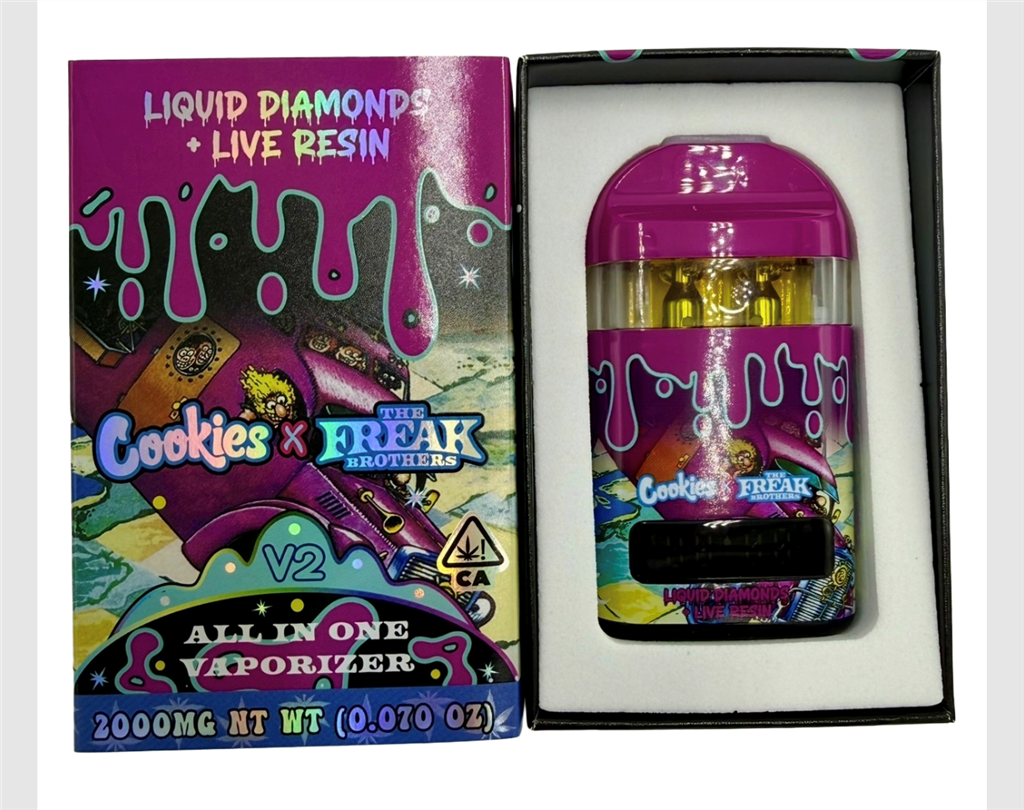 LIQUID DIAMONDS
+ LIVE RESIN
Cookies x THE FREAK BROTHERS
V2
! CA
ALL IN ONE
VAPORIZER
2000MG NT WT (0.070 OZ)
Cookies x THE FREAK BROTHERS
LIQUID DIAMONDS
+ LIVE RESIN